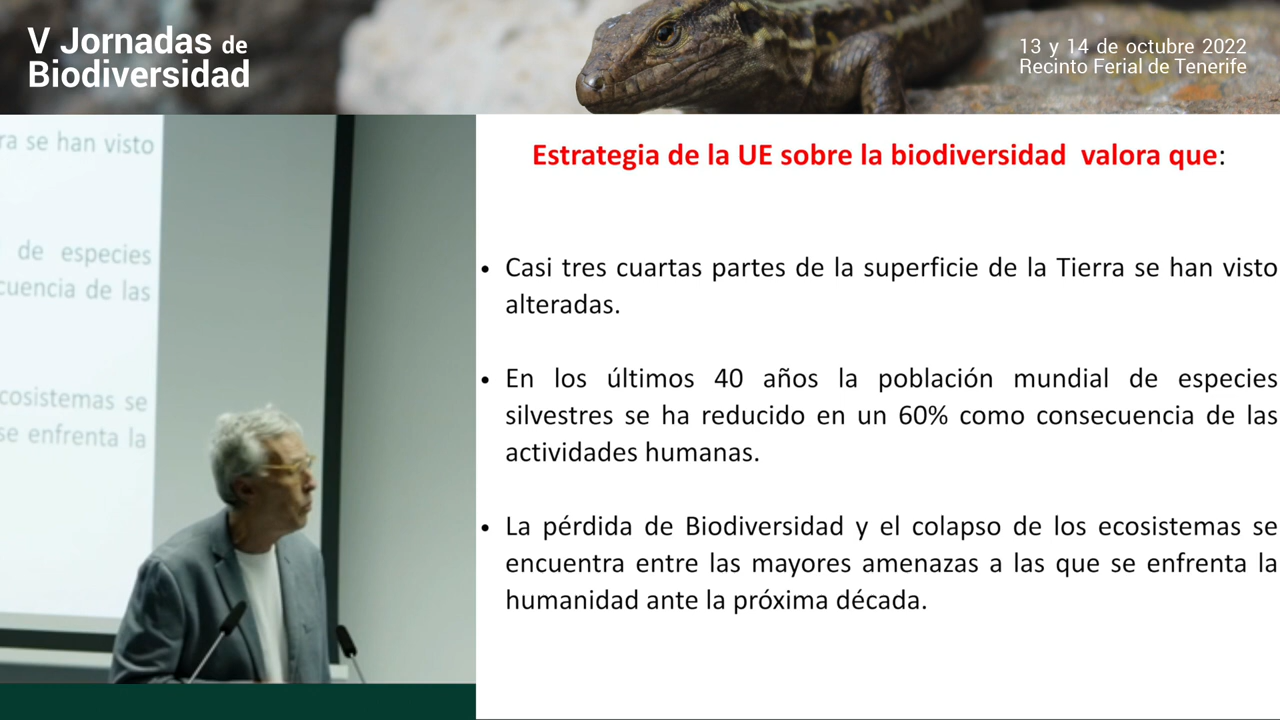 V Jornadas de
Biodiversidad
13 y 14 de octubre 2022
Recinto Ferial de Tenerife
ra se han visto
de especies
cuencia de las
cosistemas se
se enfrenta la
Estrategia de la UE sobre la biodiversidad valora que:
• Casi tres cuartas partes de la superficie de la Tierra se han visto
alteradas.
• En los últimos 40 años la población mundial de especies
silvestres se ha reducido en un 60% como consecuencia de las
actividades humanas.
• La pérdida de Biodiversidad y el colapso de los ecosistemas se
encuentra entre las mayores amenazas a las que se enfrenta la
humanidad ante la próxima década.